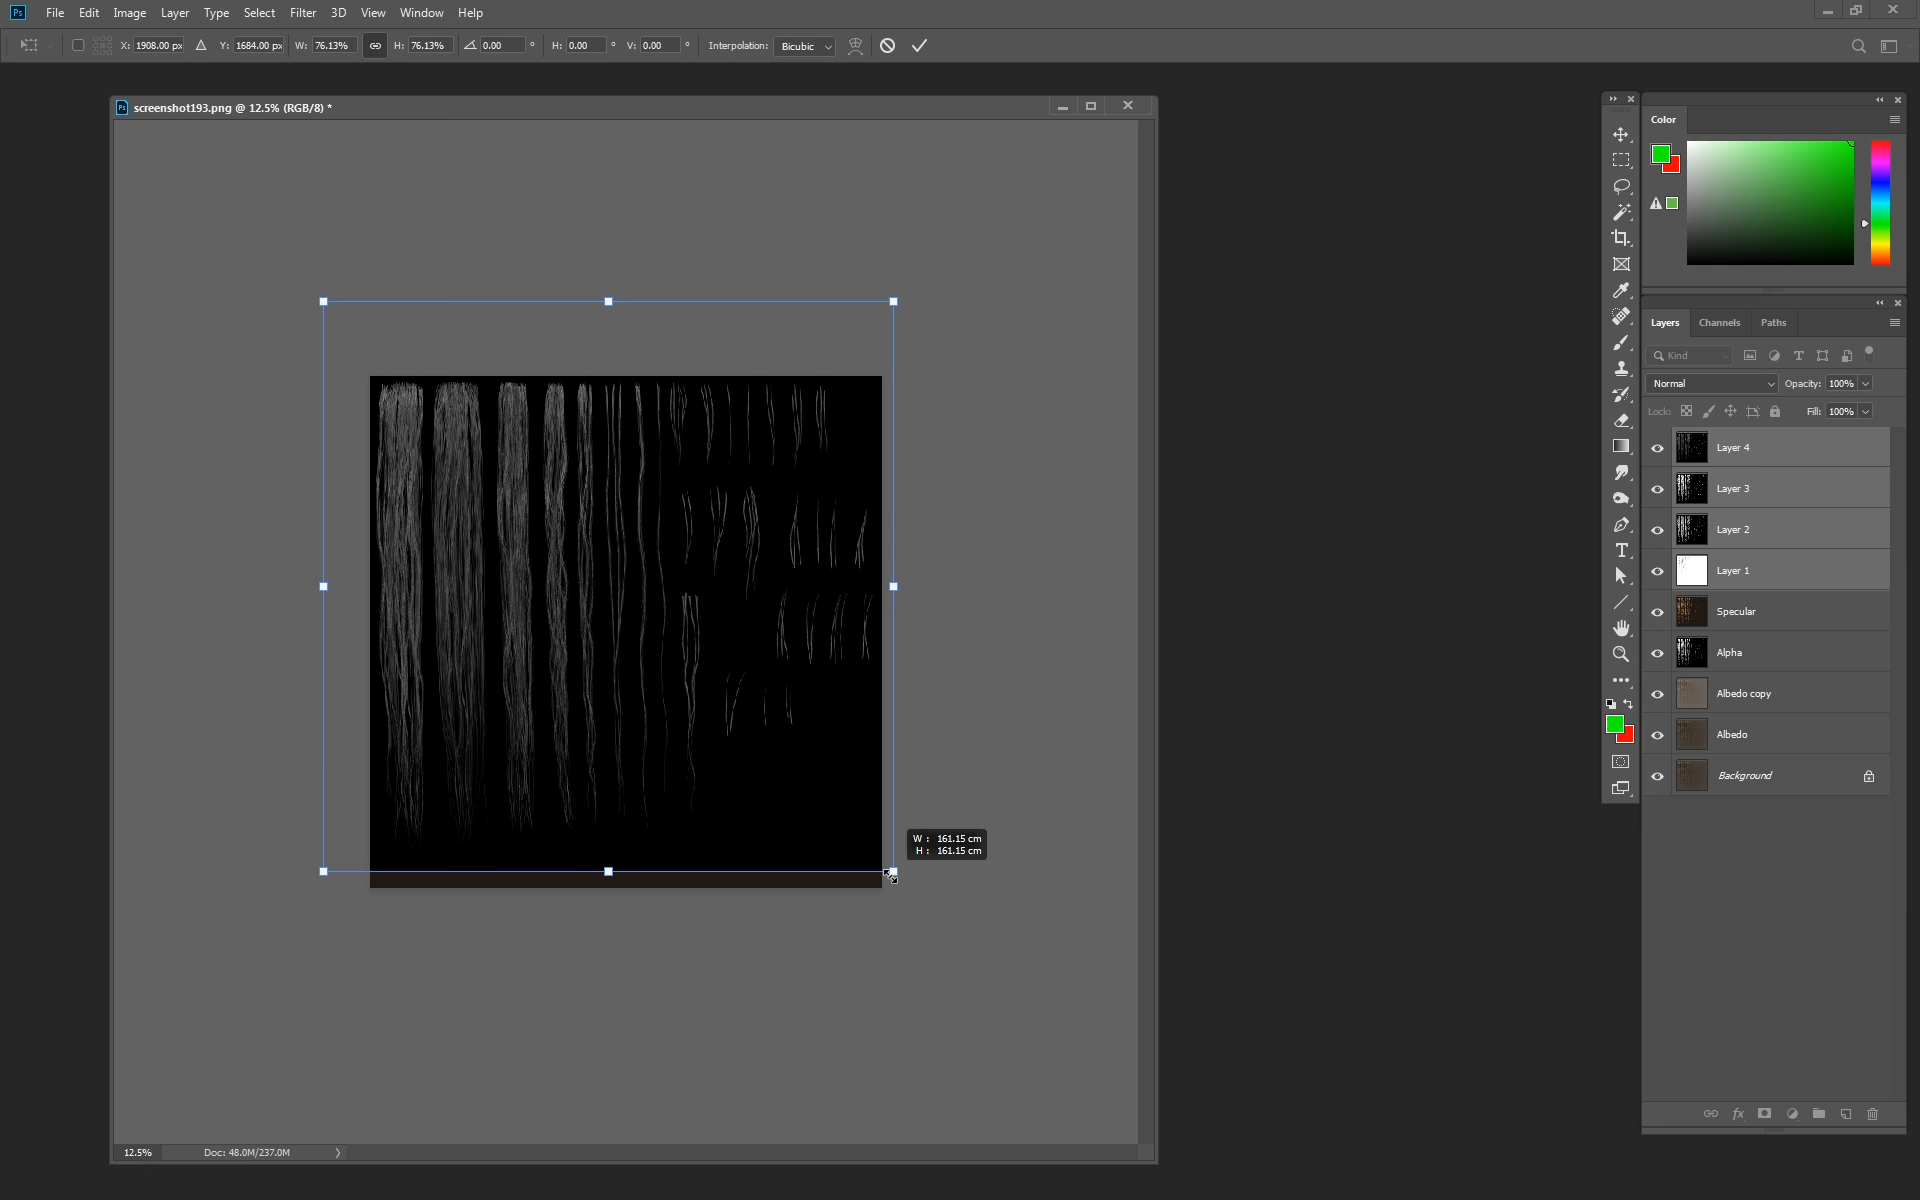 Ps File Edit Image Layer Type Select Filter 3D View Window Help
X: 1908.00 px Y: 1684.00 px W: 76.13% H: 76.13% 0.00 ° H: 0.00 ° V: 0.00 ° Interpolation: Bicubic
Ps screenshot193.png @ 12.5% (RGB/8) *
Color
Layers Channels Paths
Kind
Normal Opacity: 100%
Lock: Fill: 100%
Layer 4
Layer 3
Layer 2
Layer 1
Specular
Alpha
Albedo copy
Albedo
Background
W : 161.15 cm
H : 161.15 cm
12.5% Doc: 48.0M/237.0M